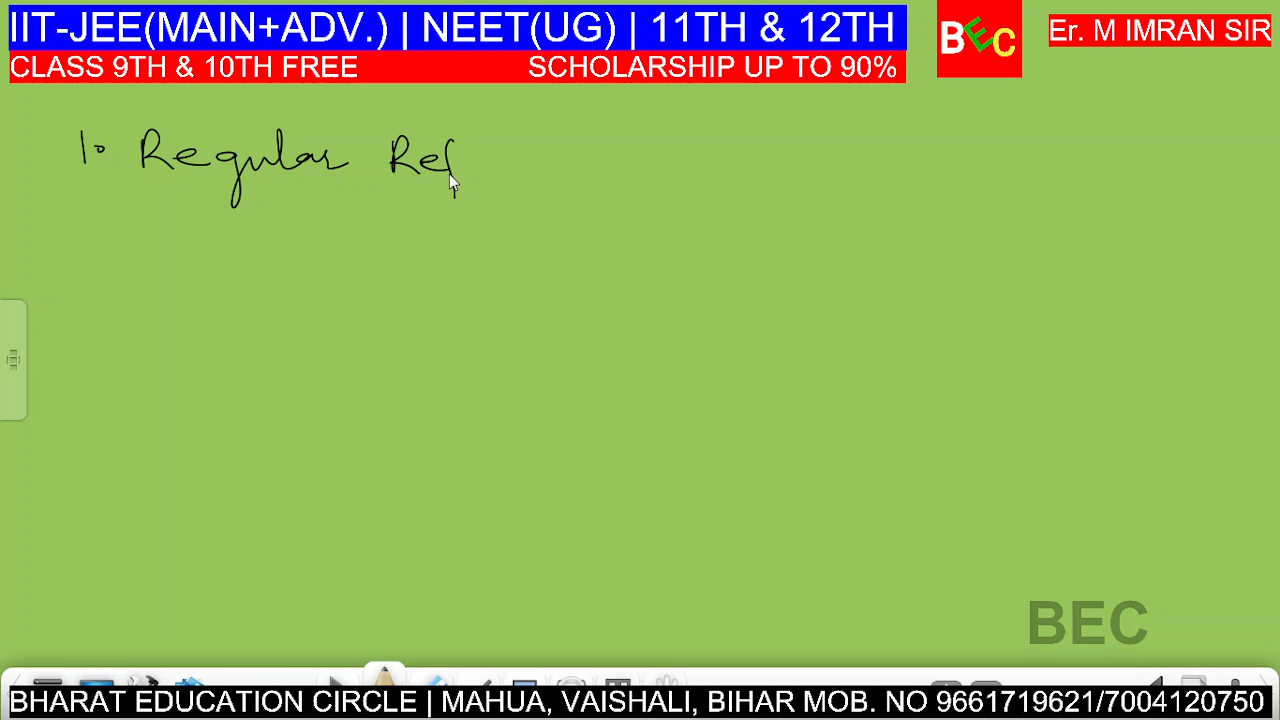 IIT-JEE(MAIN+ADV.) | NEET(UG) | 11TH & 12TH
CLASS 9TH & 10TH FREE SCHOLARSHIP UP TO 90%
BEC
Er. M IMRAN SIR
1. Regular Ref
BEC
BHARAT EDUCATION CIRCLE | MAHUA, VAISHALI, BIHAR MOB. NO 9661719621/7004120750